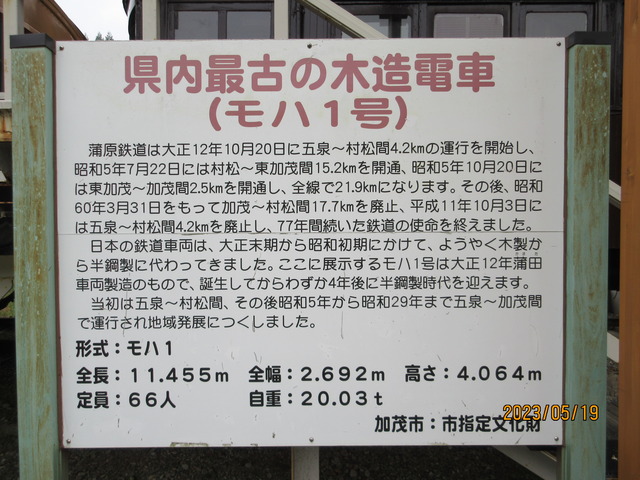 県内最古の木造電車
(モハ1号)
蒲原鉄道は大正12年10月20日に五泉～村松間4.2kmの運行を開始し、
昭和5年7月22日には村松～東加茂間15.2kmを開通、昭和5年10月20日に
は東加茂～加茂間2.5kmを開通し、全線で21.9kmになります。その後、昭和
60年3月31日をもって加茂～村松間17.7kmを廃止、平成11年10月3日に
は五泉～村松間4.2kmが廃止し、77年間続いた鉄道の使命を終えました。
日本の鉄道車両は、大正末期から昭和初期にかけて、ようやく木製か
ら半鋼製に代わってきました。ここに展示するモハ1号は大正12年蒲田
車両製造のもので、誕生してからわずか4年後に半鋼製時代を迎えます。
当初は五泉～村松間、その後昭和5年から昭和29年まで五泉～加茂間
で運行され地域発展につくしました。
形式：モハ1
全長：11.455m 全幅：2.692m 高さ：4.064m
定員：66人 自重：20.03t
加茂市：市指定文化財
2023/05/19